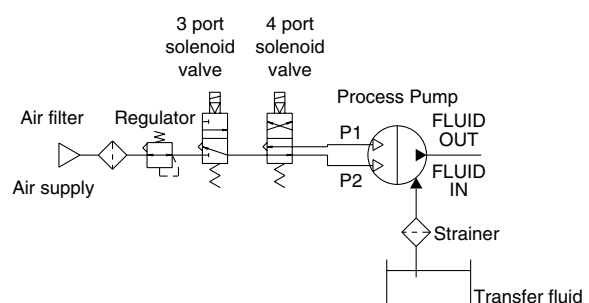 3 port
solenoid
valve
4 port
solenoid
valve
Process Pump
Air filter
Regulator
P1
FLUID
OUT
Air supply
P2
FLUID
IN
Strainer
Transfer fluid